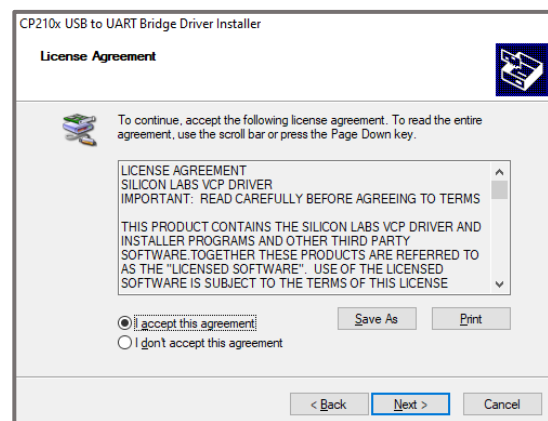 CP210x USB to UART Bridge Driver Installer
License Agreement
To continue, accept the following license agreement. To read the entire
agreement, use the scroll bar or press the Page Down key.
LICENSE AGREEMENT
SILICON LABS VCP DRIVER
IMPORTANT: READ CAREFULLY BEFORE AGREEING TO TERMS
THIS PRODUCT CONTAINS THE SILICON LABS VCP DRIVER AND
INSTALLER PROGRAMS AND OTHER THIRD PARTY
SOFTWARE.TOGETHER THESE PRODUCTS ARE REFERRED TO
AS THE "LICENSED SOFTWARE". USE OF THE LICENSED
SOFTWARE IS SUBJECT TO THE TERMS OF THIS LICENSE
I accept this agreement
Save As
Print
I don't accept this agreement
< Back
Next >
Cancel